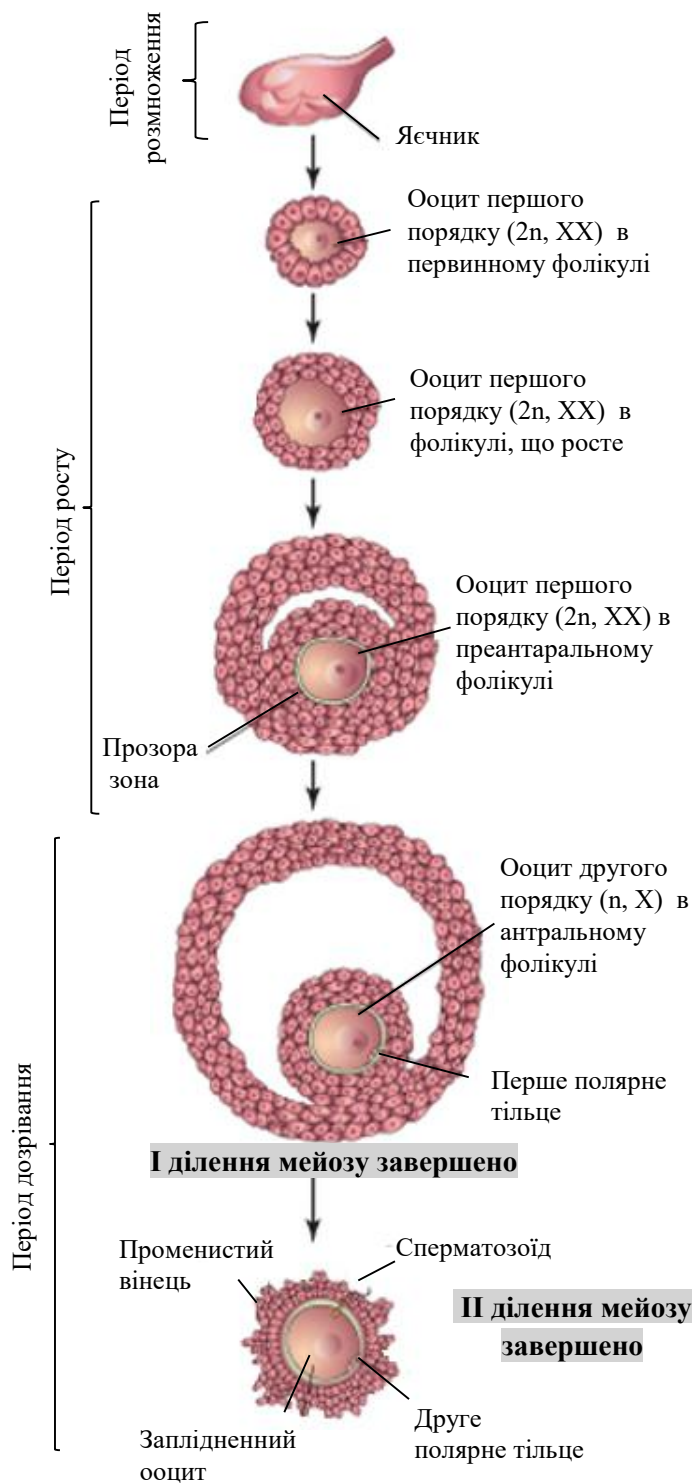 Період
розмноження
Яєчник
Ооцит першого
порядку (2n, XX) в
первинному фолікулі
Ооцит першого
порядку (2n, XX) в
фолікулі, що росте
Період росту
Ооцит першого
порядку (2n, XX) в
преантаральному
фолікулі
Прозора
зона
Ооцит другого
порядку (n, X) в
антральному
фолікулі
Перше полярне
тільце
І ділення мейозу завершено
Період дозрівання
Променистий
вінець
Сперматозоїд
ІІ ділення мейозу
завершено
Заплідненний
ооцит
Друге
полярне тільце